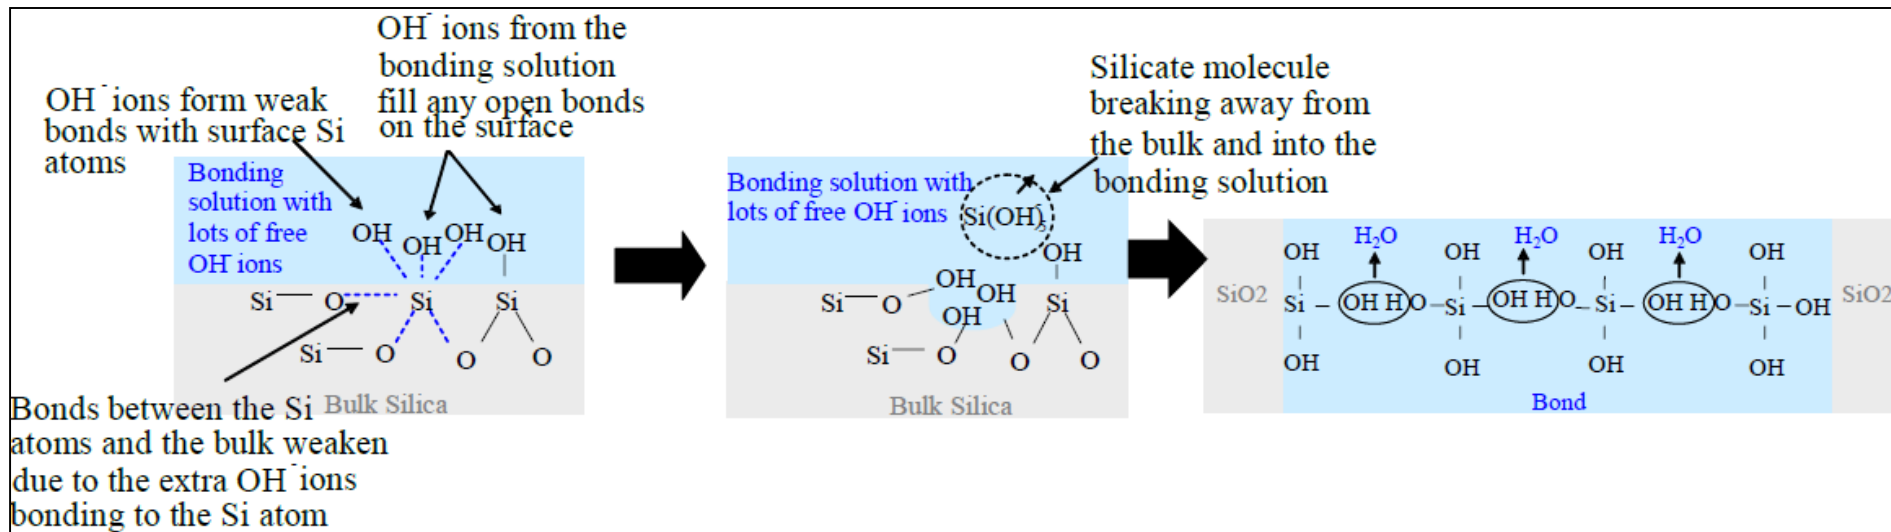 OH⁻ ions form weak
bonds with surface Si
atoms
OH⁻ ions from the
bonding solution
fill any open bonds
on the surface
Bonding
solution with
lots of free
OH⁻ ions
OH
OH
OH
OH
Si
O
Si
Si
Si
O
O
O
Bulk Silica
Bonds between the Si
atoms and the bulk weaken
due to the extra OH⁻ ions
bonding to the Si atom
Silicate molecule
breaking away from
the bulk and into the
bonding solution
Bonding solution with
lots of free OH⁻ ions
Si(OH)₅⁻
OH
OH
OH
OH
Si
O
Si
Si
O
O
O
Bulk Silica
OH
H₂O
OH
H₂O
OH
H₂O
OH
SiO2
Si
OH H
O
Si
OH H
O
Si
OH H
O
Si
OH
SiO2
OH
OH
OH
OH
Bond